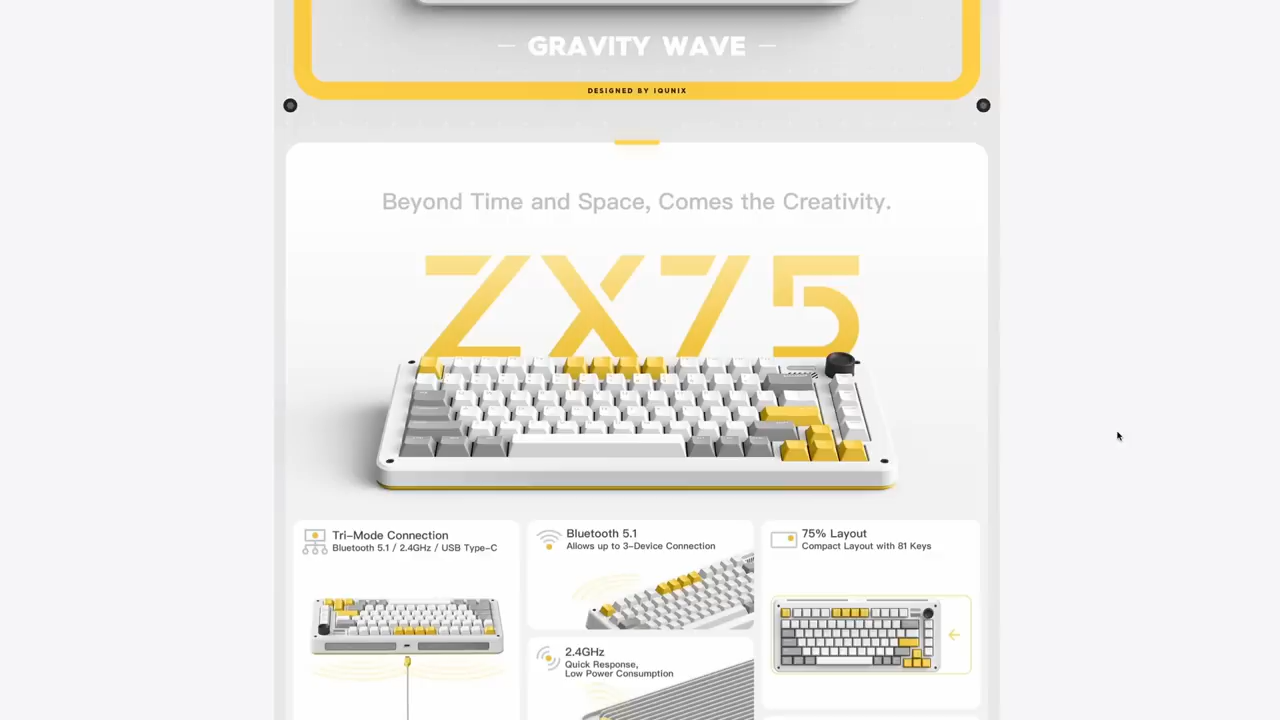 GRAVITY WAVE
DESIGNED BY IQUNIX
Beyond Time and Space, Comes the Creativity.
ZX75
Tri-Mode Connection
Bluetooth 5.1 / 2.4GHz / USB Type-C
Bluetooth 5.1
Allows up to 3-Device Connection
75% Layout
Compact Layout with 81 Keys
2.4GHz
Quick Response,
Low Power Consumption